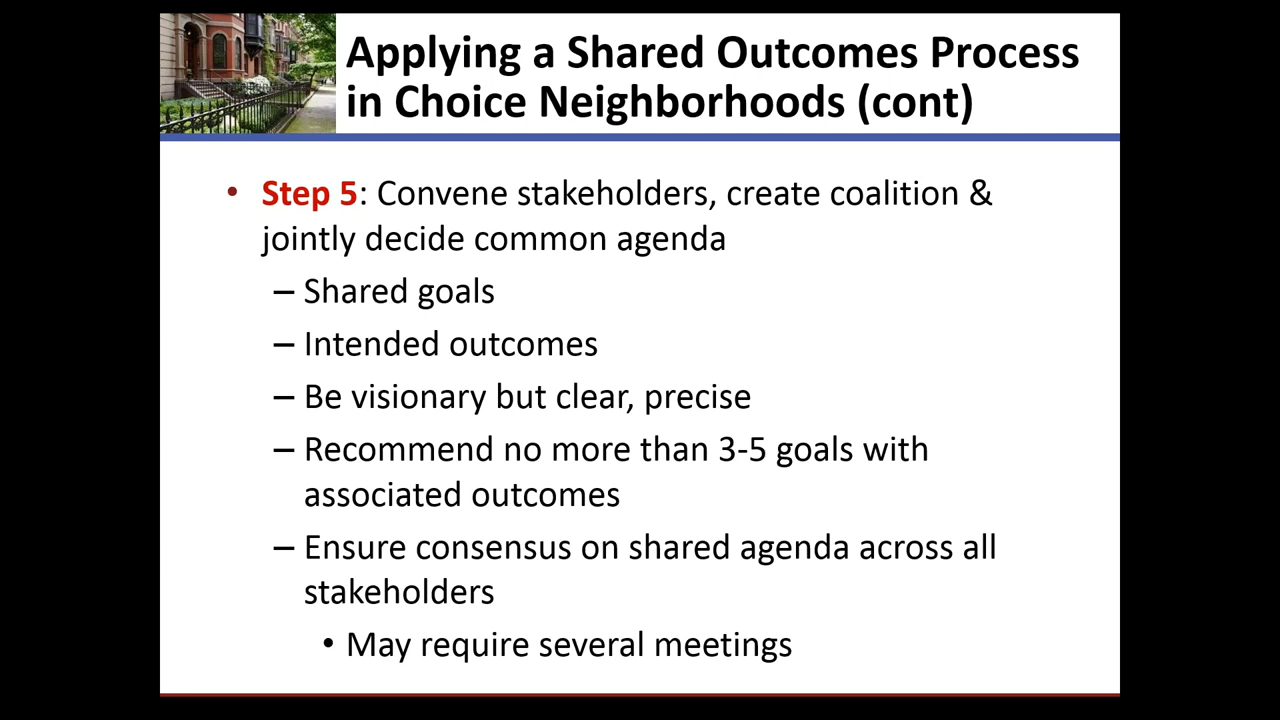 Applying a Shared Outcomes Process
in Choice Neighborhoods (cont)
• Step 5: Convene stakeholders, create coalition &
jointly decide common agenda
– Shared goals
– Intended outcomes
– Be visionary but clear, precise
– Recommend no more than 3-5 goals with
associated outcomes
– Ensure consensus on shared agenda across all
stakeholders
• May require several meetings